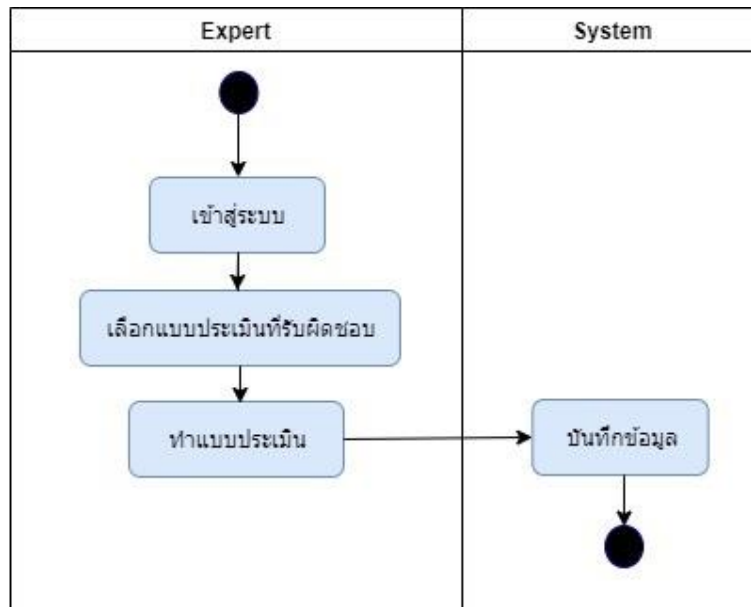 Expert
System
เข้าสู่ระบบ
เลือกแบบประเมินที่รับผิดชอบ
ทำแบบประเมิน
บันทึกข้อมูล